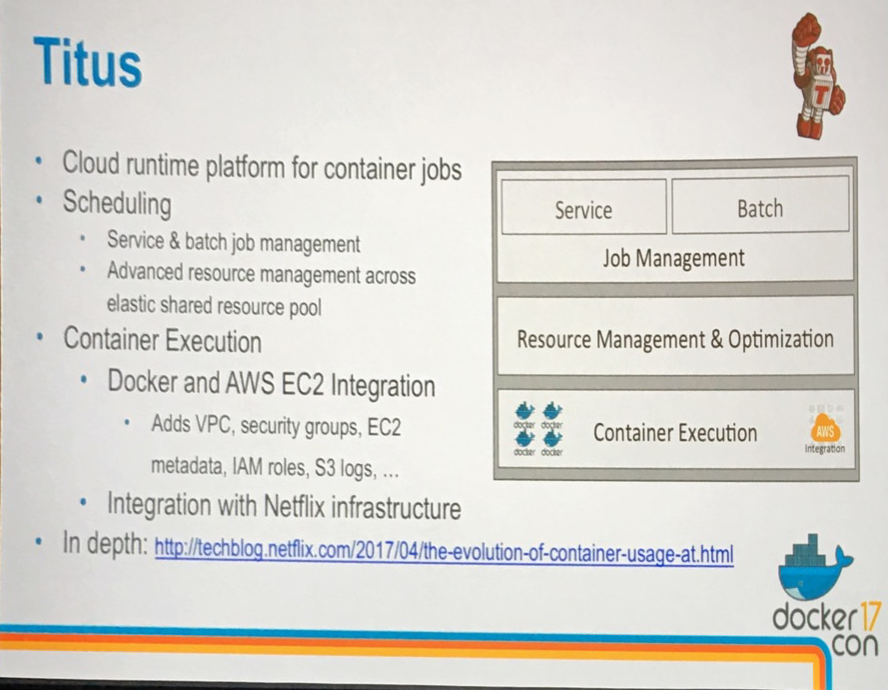 Titus
T
• Cloud runtime platform for container jobs
• Scheduling
• Service & batch job management
• Advanced resource management across
elastic shared resource pool
• Container Execution
• Docker and AWS EC2 Integration
• Adds VPC, security groups, EC2
metadata, IAM roles, S3 logs, ...
• Integration with Netflix infrastructure
• In depth: http://techblog.netflix.com/2017/04/the-evolution-of-container-usage-at.html
Service
Batch
Job Management
Resource Management & Optimization
docker docker
docker docker
Container Execution
AWS
Integration
docker 17
con